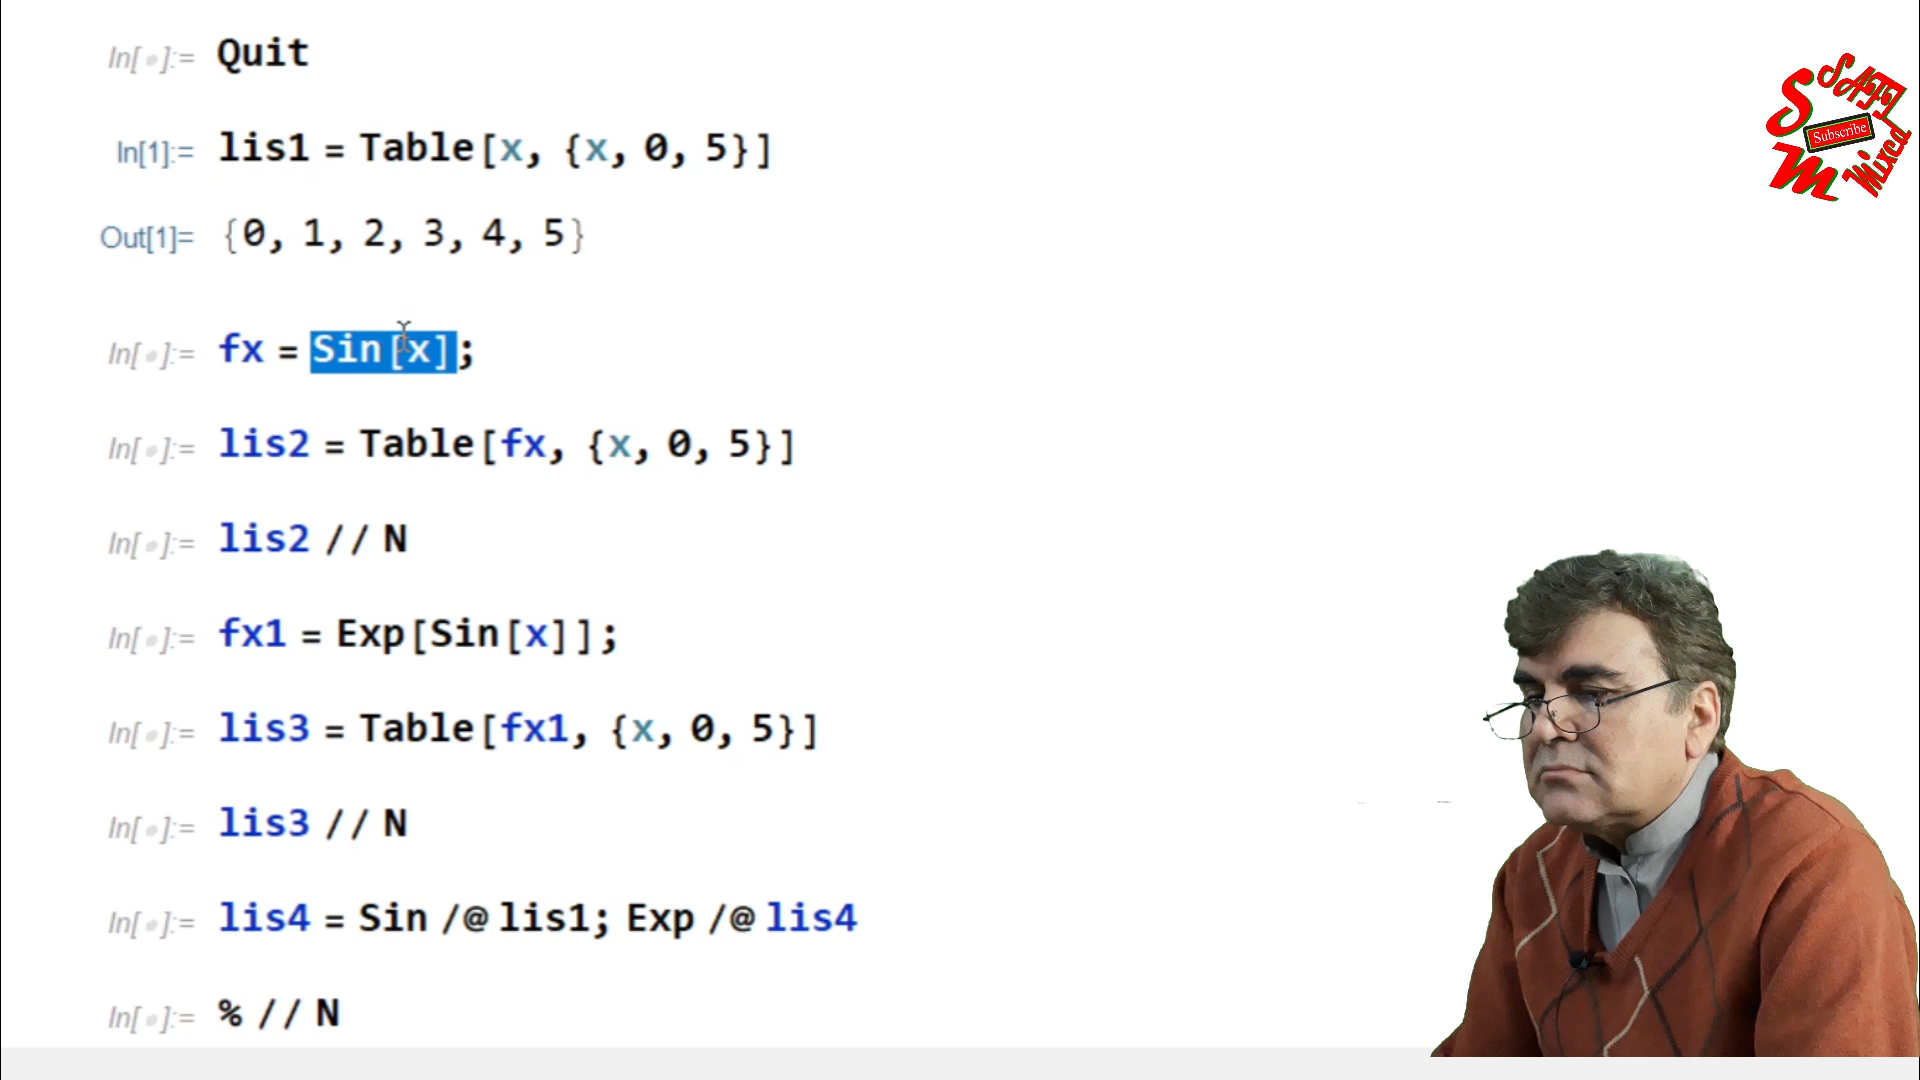 In[ ]:= Quit
In[1]:= lis1 = Table[x, {x, 0, 5}]
Out[1]= {0, 1, 2, 3, 4, 5}
In[ ]:= fx = Sin[x];
In[ ]:= lis2 = Table[fx, {x, 0, 5}]
In[ ]:= lis2 // N
In[ ]:= fx1 = Exp[Sin[x]];
In[ ]:= lis3 = Table[fx1, {x, 0, 5}]
In[ ]:= lis3 // N
In[ ]:= lis4 = Sin /@ lis1; Exp /@ lis4
In[ ]:= % // N
S
Subscribe
M
Mixed